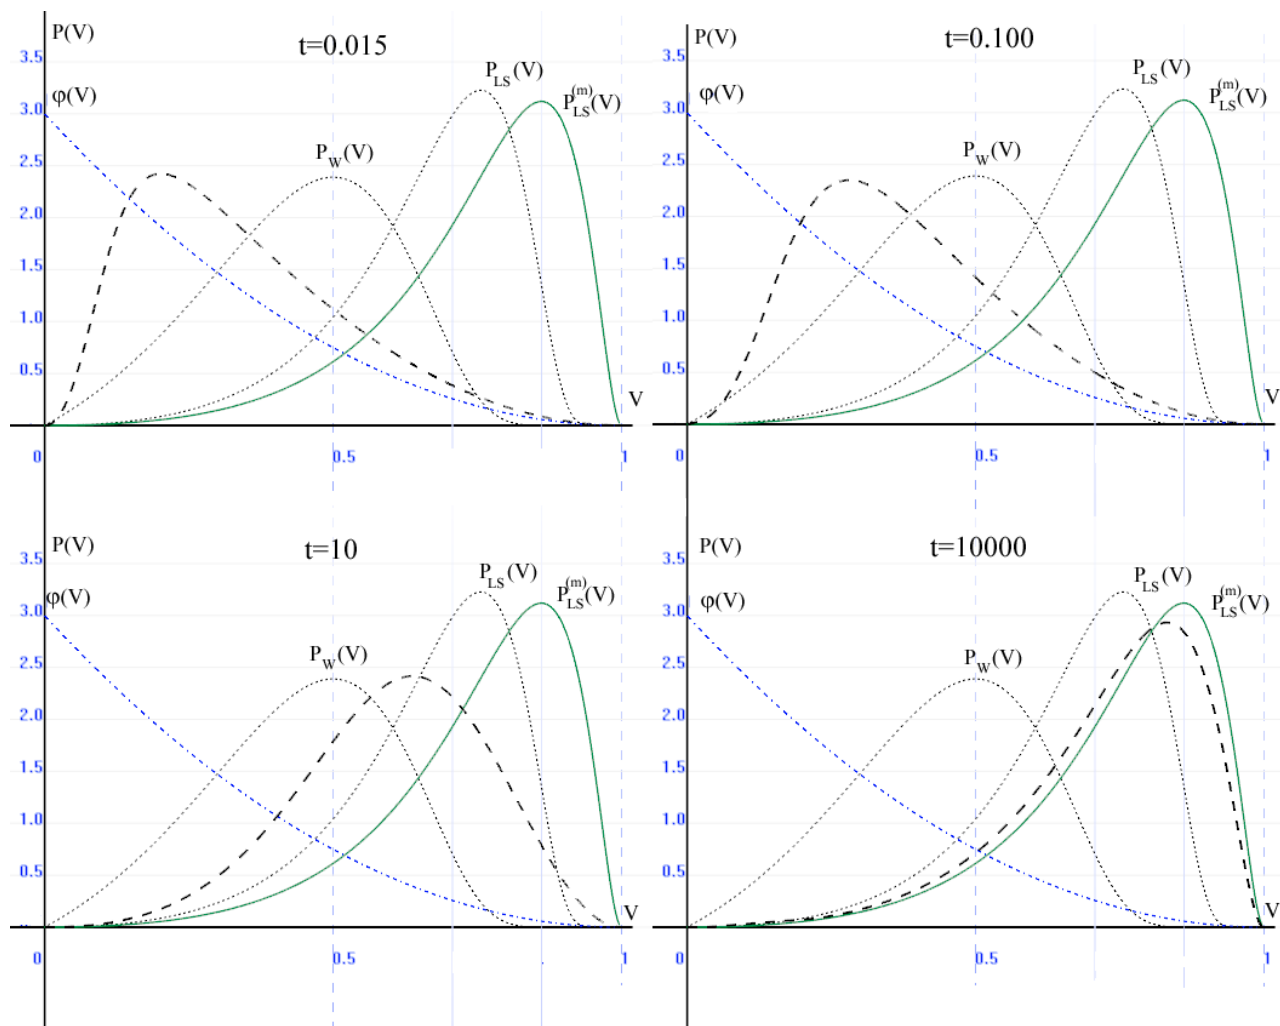 P(V)
t=0.015
3.5
P_LS(V)
φ(V)
P_LS^(m)(V)
3.0
P_W(V)
2.5
2.0
1.5
1.0
0.5
V
0 0.5 1
P(V)
t=0.100
3.5
P_LS(V)
φ(V)
P_LS^(m)(V)
3.0
P_W(V)
2.5
2.0
1.5
1.0
0.5
V
0 0.5 1
P(V)
t=10
3.5
P_LS(V)
φ(V)
P_LS^(m)(V)
3.0
P_W(V)
2.5
2.0
1.5
1.0
0.5
V
0 0.5 1
P(V)
t=10000
3.5
P_LS(V)
φ(V)
P_LS^(m)(V)
3.0
P_W(V)
2.5
2.0
1.5
1.0
0.5
V
0 0.5 1